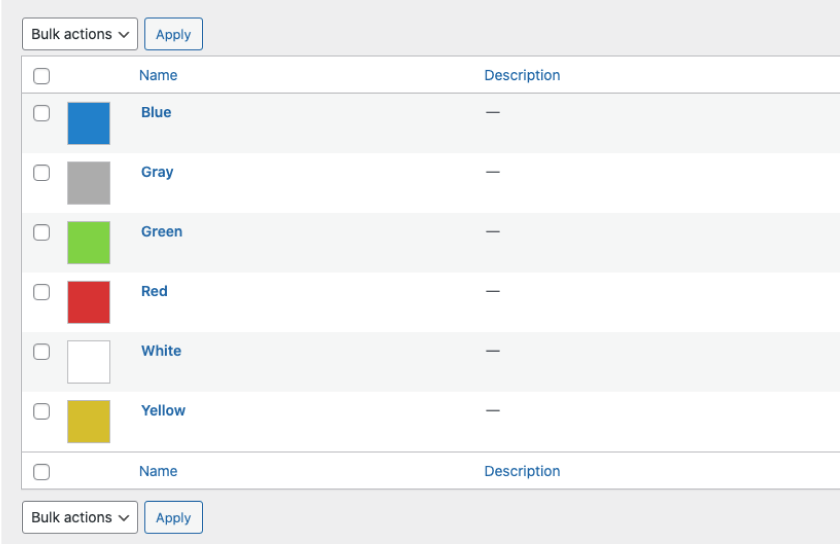 Bulk actions Apply
Name Description
Blue —
Gray —
Green —
Red —
White —
Yellow —
Name Description
Bulk actions Apply